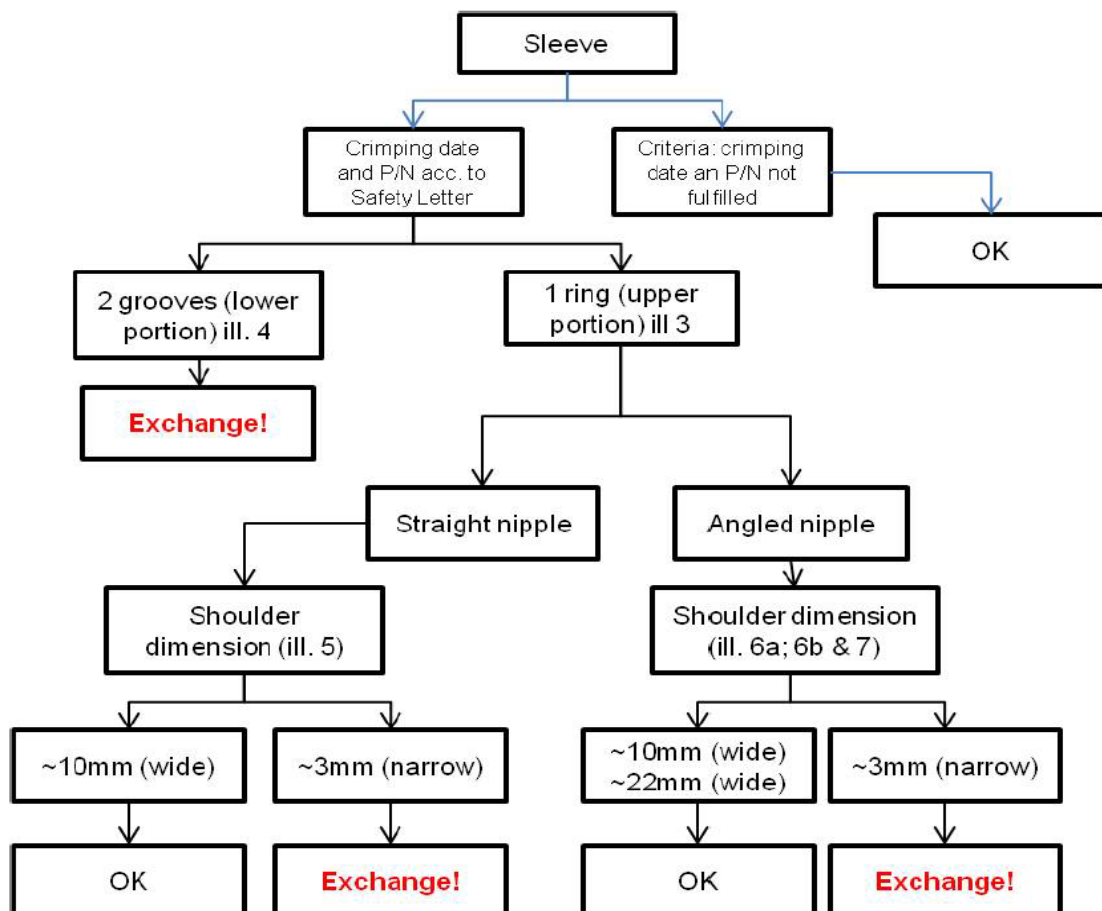 Sleeve
Crimping date
and P/N acc. to
Safety Letter
Criteria: crimping
date an P/N not
fulfilled
OK
2 grooves (lower
portion) ill. 4
1 ring (upper
portion) ill 3
Exchange!
Straight nipple
Angled nipple
Shoulder
dimension (ill. 5)
Shoulder dimension
(ill. 6a; 6b & 7)
~10mm (wide)
~3mm (narrow)
~10mm (wide)
~22mm (wide)
~3mm (narrow)
OK
Exchange!
OK
Exchange!